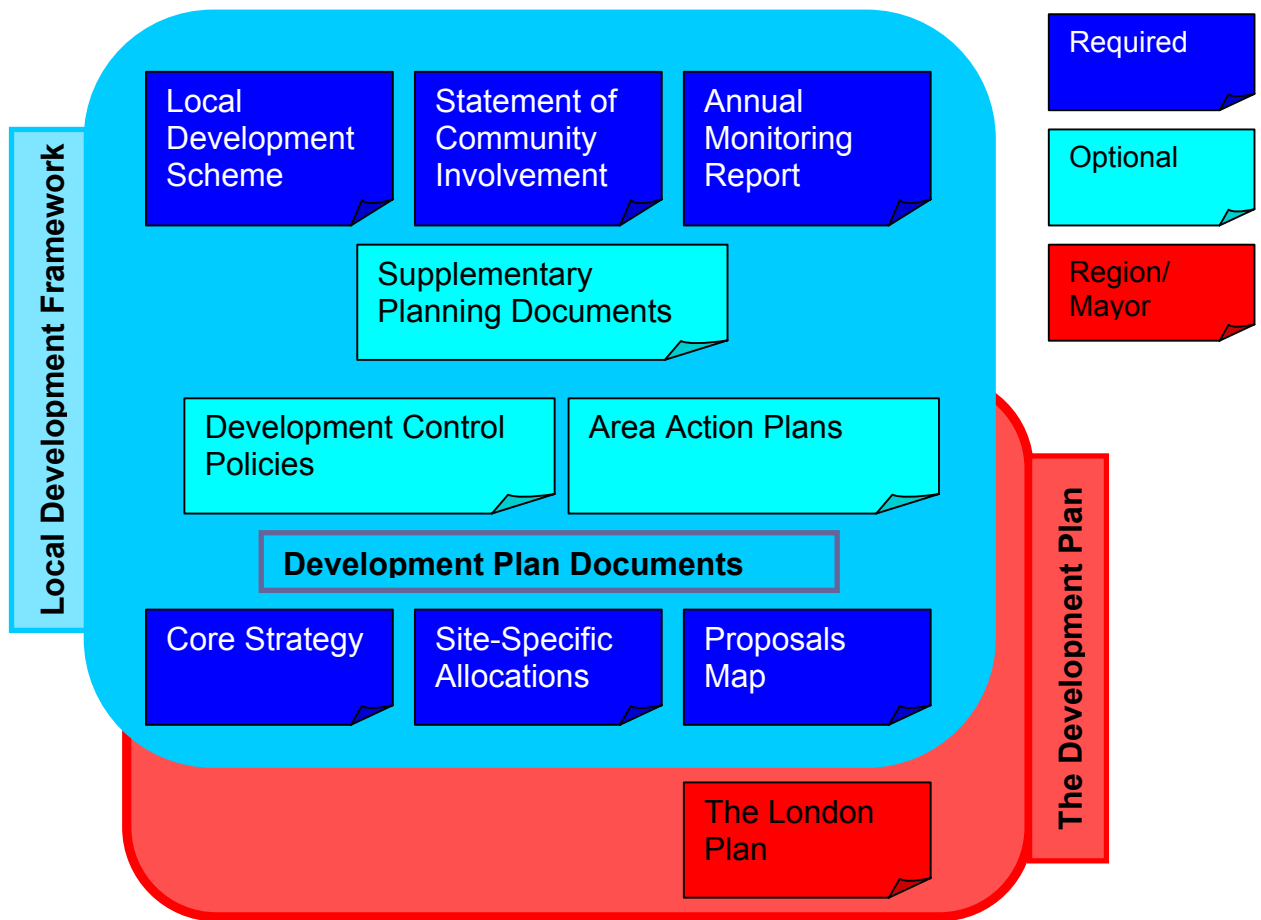 Local
Development
Scheme
Statement of
Community
Involvement
Annual
Monitoring
Report
Required
Optional
Region/
Mayor
Local Development Framework
Supplementary
Planning Documents
Development Control
Policies
Area Action Plans
Development Plan Documents
Core Strategy
Site-Specific
Allocations
Proposals
Map
The Development Plan
The London
Plan